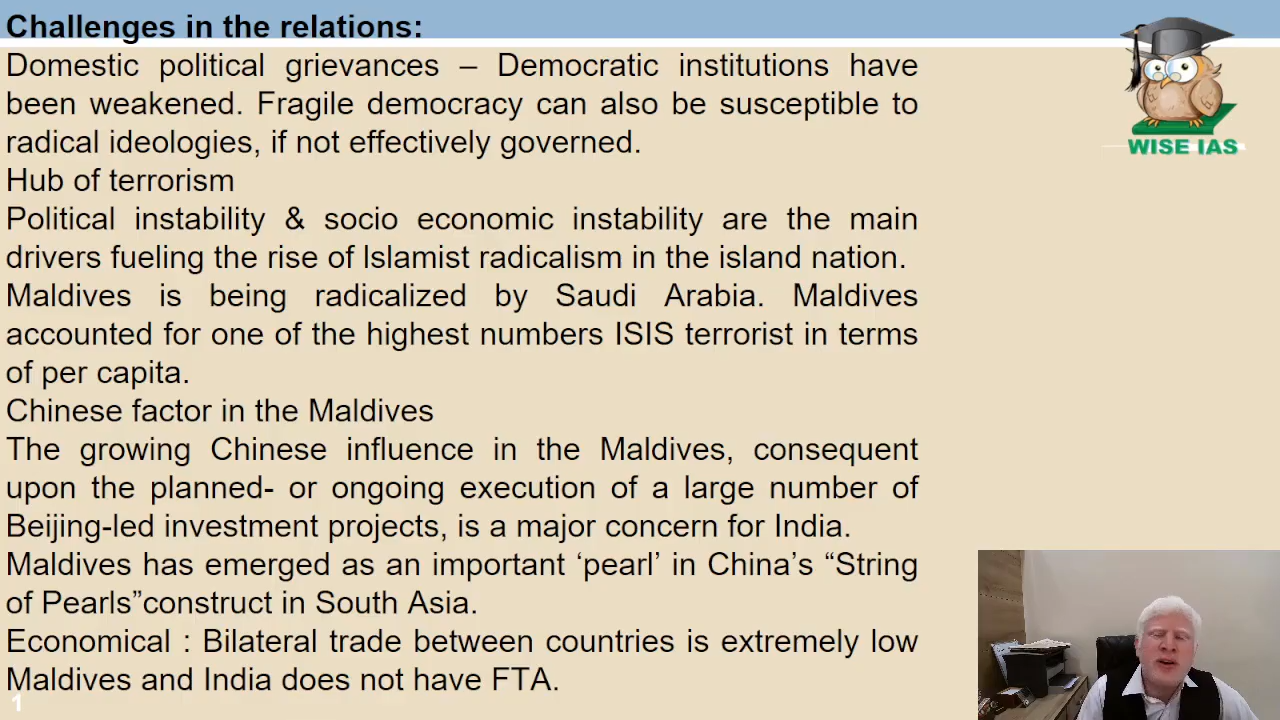 Challenges in the relations:
Domestic political grievances – Democratic institutions have
been weakened. Fragile democracy can also be susceptible to
radical ideologies, if not effectively governed.
Hub of terrorism
Political instability & socio economic instability are the main
drivers fueling the rise of Islamist radicalism in the island nation.
Maldives is being radicalized by Saudi Arabia. Maldives
accounted for one of the highest numbers ISIS terrorist in terms
of per capita.
Chinese factor in the Maldives
The growing Chinese influence in the Maldives, consequent
upon the planned- or ongoing execution of a large number of
Beijing-led investment projects, is a major concern for India.
Maldives has emerged as an important ‘pearl’ in China’s “String
of Pearls”construct in South Asia.
Economical : Bilateral trade between countries is extremely low
Maldives and India does not have FTA.
1
WISE IAS